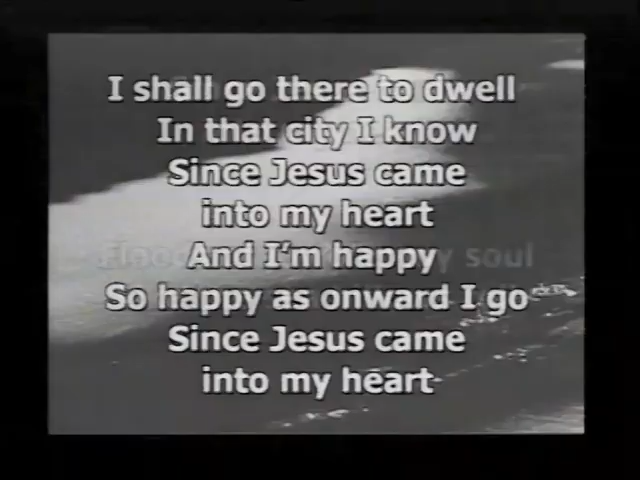 I shall go there to dwell
In that city I know
Since Jesus came
into my heart
And I'm happy
So happy as onward I go
Since Jesus came
into my heart